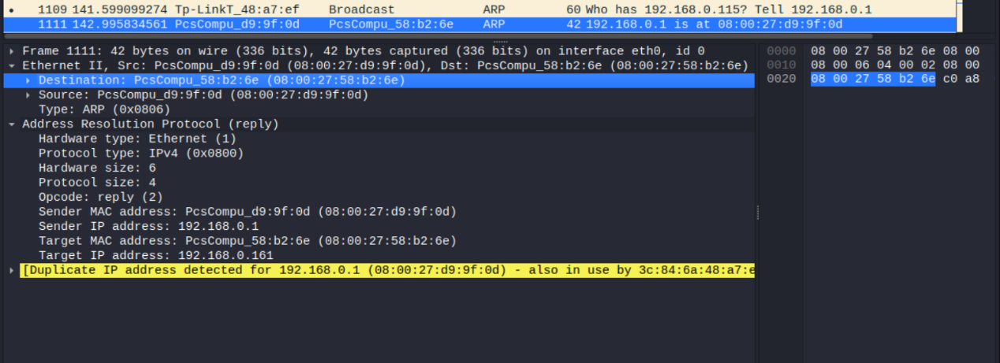 1109 141.599099274 Tp-LinkT_48:a7:ef Broadcast ARP 60 Who has 192.168.0.115? Tell 192.168.0.1
1111 142.995834561 PcsCompu_d9:9f:0d PcsCompu_58:b2:6e ARP 42 192.168.0.1 is at 08:00:27:d9:9f:0d
Frame 1111: 42 bytes on wire (336 bits), 42 bytes captured (336 bits) on interface eth0, id 0
Ethernet II, Src: PcsCompu_d9:9f:0d (08:00:27:d9:9f:0d), Dst: PcsCompu_58:b2:6e (08:00:27:58:b2:6e)
Destination: PcsCompu_58:b2:6e (08:00:27:58:b2:6e)
Source: PcsCompu_d9:9f:0d (08:00:27:d9:9f:0d)
Type: ARP (0x0806)
Address Resolution Protocol (reply)
Hardware type: Ethernet (1)
Protocol type: IPv4 (0x0800)
Hardware size: 6
Protocol size: 4
Opcode: reply (2)
Sender MAC address: PcsCompu_d9:9f:0d (08:00:27:d9:9f:0d)
Sender IP address: 192.168.0.1
Target MAC address: PcsCompu_58:b2:6e (08:00:27:58:b2:6e)
Target IP address: 192.168.0.161
[Duplicate IP address detected for 192.168.0.1 (08:00:27:d9:9f:0d) - also in use by 3c:84:6a:48:a7:e
0000 08 00 27 58 b2 6e 08 00
0010 08 00 06 04 00 02 08 00
0020 08 00 27 58 b2 6e c0 a8